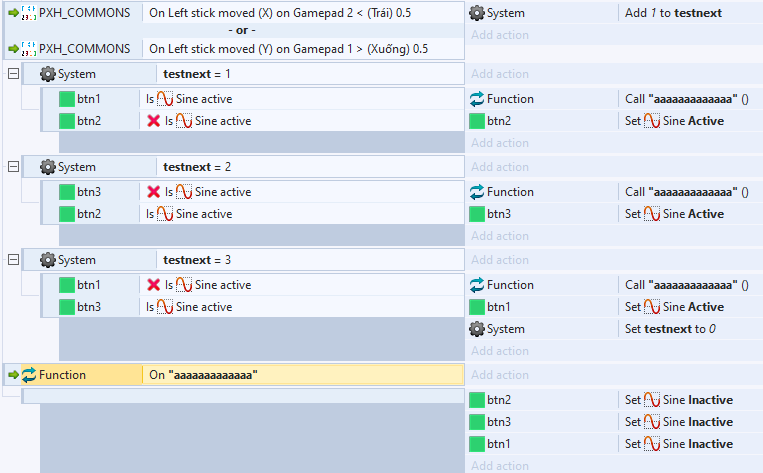 PXH_COMMONS On Left stick moved (X) on Gamepad 2 < (Trái) 0.5 System Add 1 to testnext
- or - Add action
PXH_COMMONS On Left stick moved (Y) on Gamepad 1 > (Xuống) 0.5
System testnext = 1 Add action
btn1 Is Sine active Function Call "aaaaaaaaaaaaa" ()
btn2 Is Sine active btn2 Set Sine Active
Add action
System testnext = 2 Add action
btn3 Is Sine active Function Call "aaaaaaaaaaaaa" ()
btn2 Is Sine active btn3 Set Sine Active
Add action
System testnext = 3 Add action
btn1 Is Sine active Function Call "aaaaaaaaaaaaa" ()
btn3 Is Sine active btn1 Set Sine Active
System Set testnext to 0
Add action
Function On "aaaaaaaaaaaaa" Add action
btn2 Set Sine Inactive
btn3 Set Sine Inactive
btn1 Set Sine Inactive
Add action